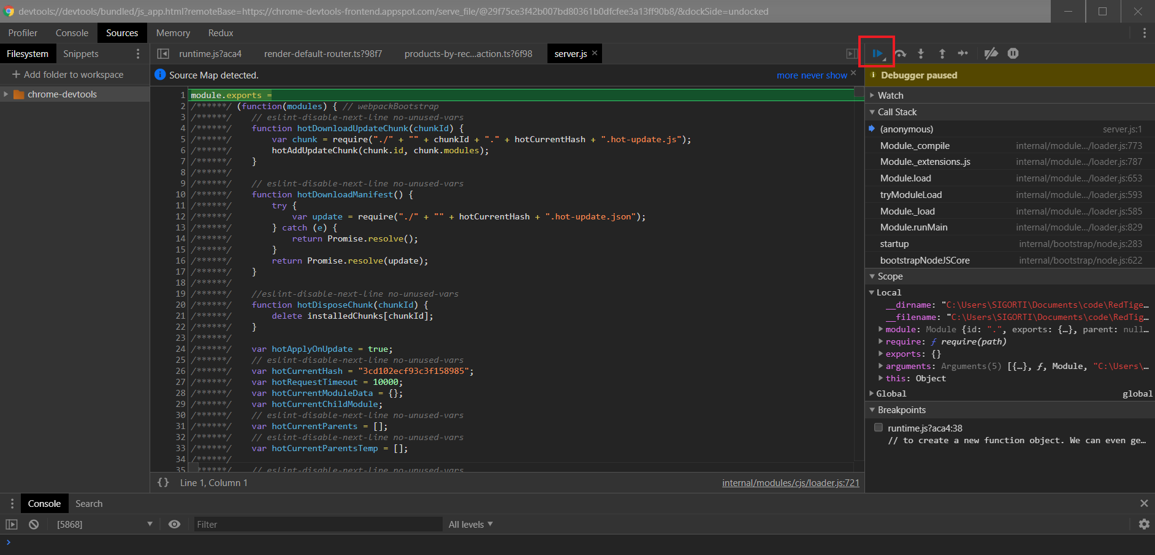 devtools://devtools/bundled/js_app.html?remoteBase=https://chrome-devtools-frontend.appspot.com/serve_file/@29f75ce3f42b007bd80361b0dfcfee3a13ff90b8/&dockSide=undocked
Profiler Console Sources Memory Redux
Filesystem Snippets
runtime.js?aca4 render-default-router.ts?98f7 products-by-rec...action.ts?6f98 server.js ×
+ Add folder to workspace
Source Map detected. more never show ×
Debugger paused
chrome-devtools
1 module.exports =
2 /******/ (function(modules) { // webpackBootstrap
3 /******/ // eslint-disable-next-line no-unused-vars
4 /******/ function hotDownloadUpdateChunk(chunkId) {
5 /******/ var chunk = require("./" + "" + chunkId + "." + hotCurrentHash + ".hot-update.js");
6 /******/ hotAddUpdateChunk(chunk.id, chunk.modules);
7 /******/ }
8 /******/
9 /******/ // eslint-disable-next-line no-unused-vars
10 /******/ function hotDownloadManifest() {
11 /******/ try {
12 /******/ var update = require("./" + "" + hotCurrentHash + ".hot-update.json");
13 /******/ } catch (e) {
14 /******/ return Promise.resolve();
15 /******/ }
16 /******/ return Promise.resolve(update);
17 /******/ }
18 /******/
19 /******/ //eslint-disable-next-line no-unused-vars
20 /******/ function hotDisposeChunk(chunkId) {
21 /******/ delete installedChunks[chunkId];
22 /******/ }
23 /******/
24 /******/ var hotApplyOnUpdate = true;
25 /******/ // eslint-disable-next-line no-unused-vars
26 /******/ var hotCurrentHash = "3cd102ecf93c3f158985";
27 /******/ var hotRequestTimeout = 10000;
28 /******/ var hotCurrentModuleData = {};
29 /******/ var hotCurrentChildModule;
30 /******/ // eslint-disable-next-line no-unused-vars
31 /******/ var hotCurrentParents = [];
32 /******/ // eslint-disable-next-line no-unused-vars
33 /******/ var hotCurrentParentsTemp = [];
34 /******/
35 /******/ // eslint-disable-next-line no-unused-vars
{} Line 1, Column 1 internal/modules/cjs/loader.js:721
Watch
Call Stack
(anonymous) server.js:1
Module._compile internal/module.../loader.js:773
Module._extensions..js internal/module.../loader.js:787
Module.load internal/module.../loader.js:653
tryModuleLoad internal/module.../loader.js:593
Module._load internal/module.../loader.js:585
Module.runMain internal/module.../loader.js:829
startup internal/bootstrap/node.js:283
bootstrapNodeJSCore internal/bootstrap/node.js:622
Scope
Local
__dirname: "C:\Users\SIGORTI\Documents\code\RedTige…
__filename: "C:\Users\SIGORTI\Documents\code\RedTig…
module: Module {id: ".", exports: {…}, parent: null…
require: ƒ require(path)
exports: {}
arguments: Arguments(5) [{…}, ƒ, Module, "C:\Users\…
this: Object
Global global
Breakpoints
runtime.js?aca4:38
// to create a new function object. We can even ge…
Console Search ×
[5868] Filter All levels
>